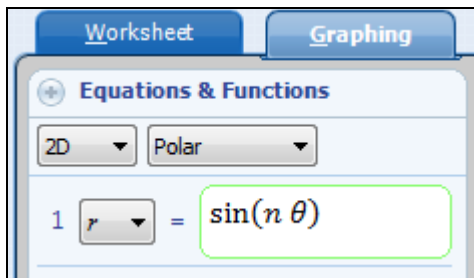 Worksheet Graphing
Equations & Functions
2D Polar
1 r = sin(n θ)